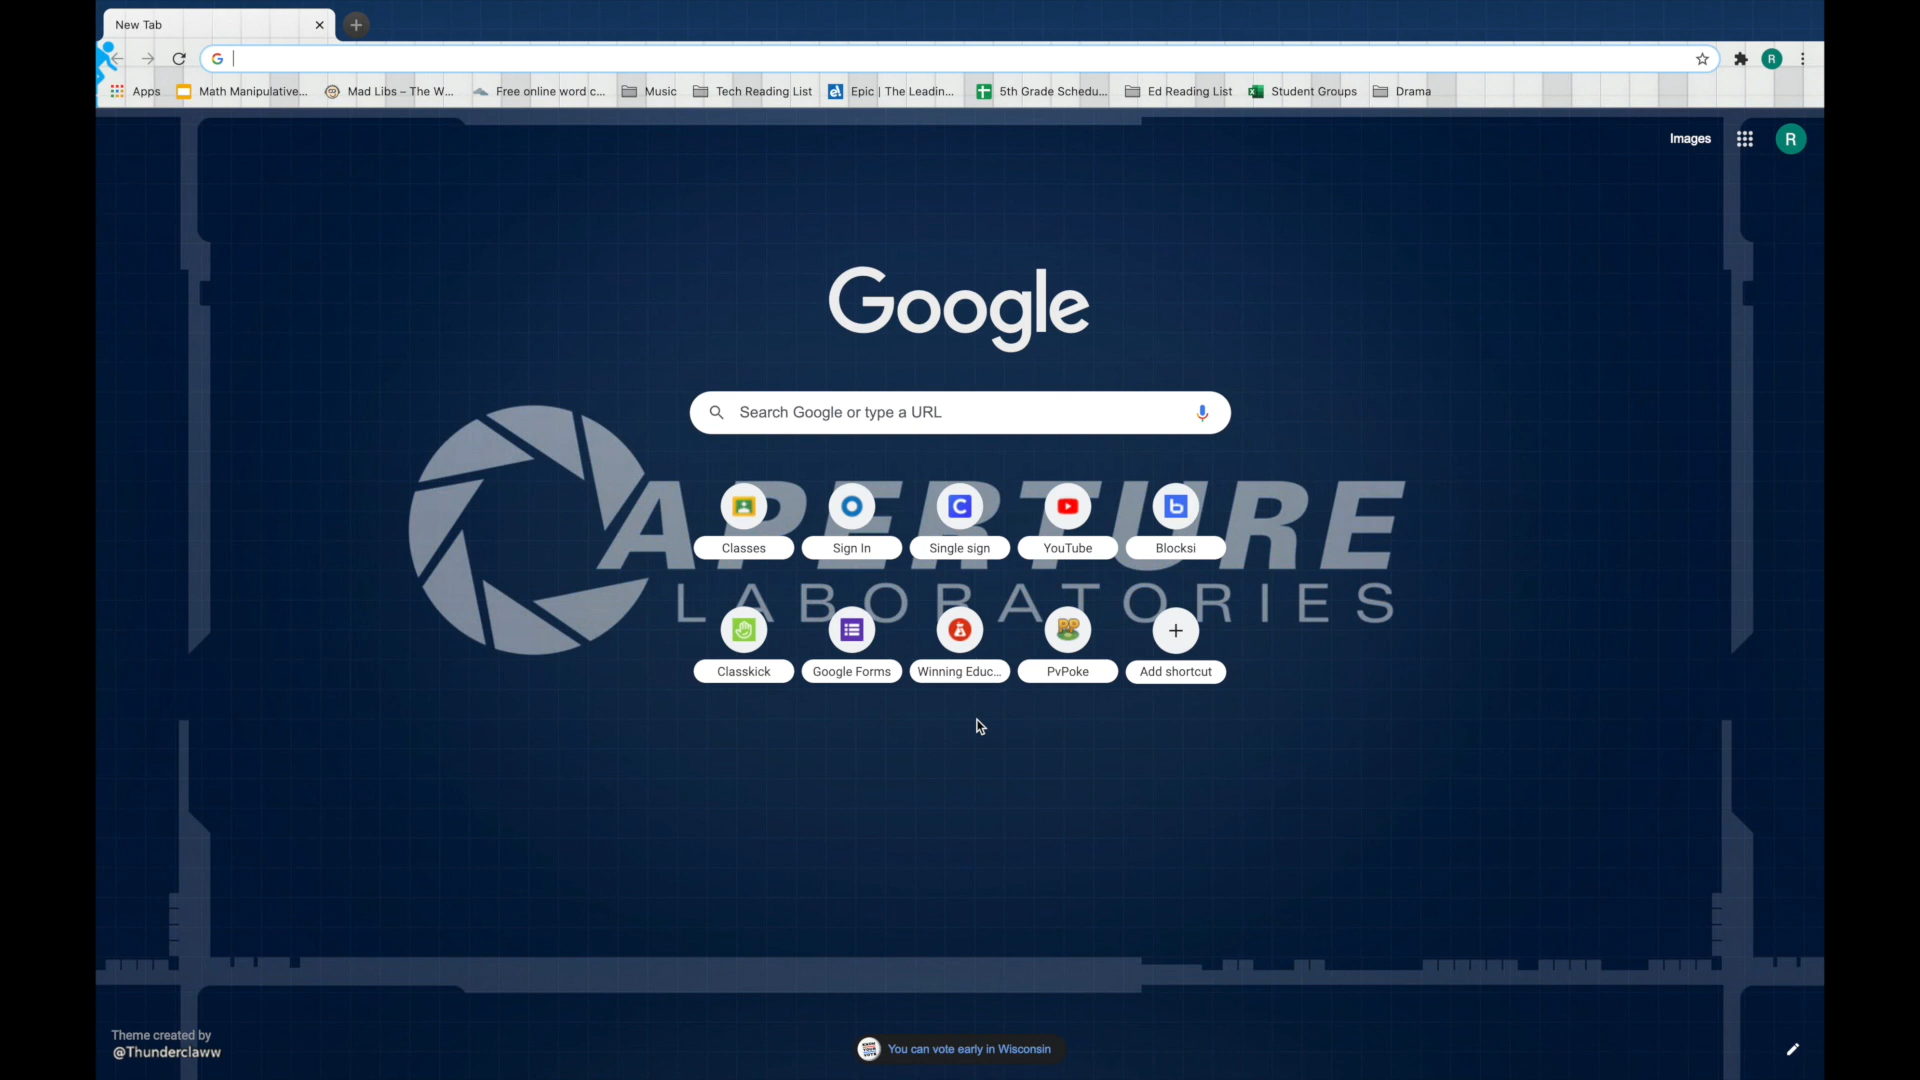 New Tab
Apps Math Manipulative... Mad Libs – The W... Free online word c... Music Tech Reading List Epic | The Leadin... 5th Grade Schedu... Ed Reading List Student Groups Drama
R
Images
R
Google
Search Google or type a URL
APERTURE
LABORATORIES
Classes Sign In Single sign YouTube Blocksi
Classkick Google Forms Winning Educ... PvPoke Add shortcut
Theme created by
@Thunderclaww
You can vote early in Wisconsin